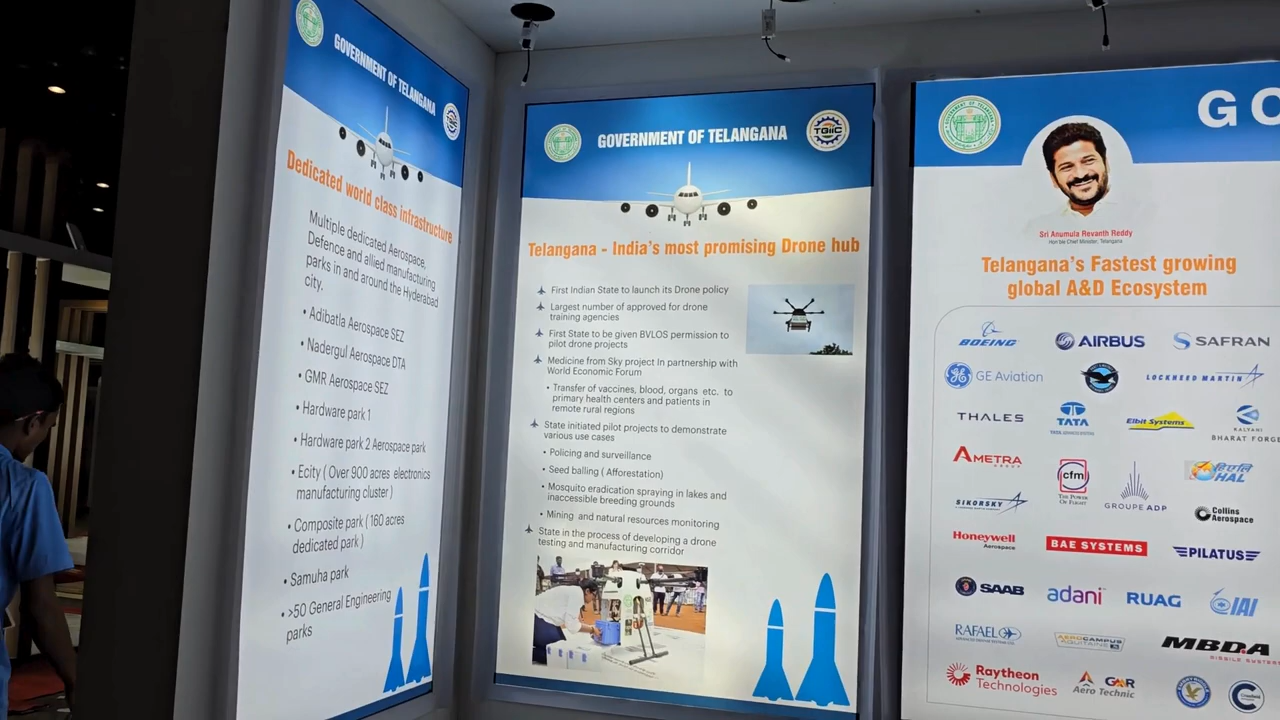 GOVERNMENT OF TELANGANA
Dedicated world class infrastructure
Multiple dedicated Aerospace,
Defence and allied manufacturing
parks in and around the Hyderabad
city.
• Adibatla Aerospace SEZ
• Nadergul Aerospace DTA
• GMR Aerospace SEZ
• Hardware park 1
• Hardware park 2 Aerospace park
• Ecity ( Over 900 acres electronics
manufacturing cluster )
• Composite park ( 160 acres
dedicated park )
• Samuha park
• >50 General Engineering
parks
GOVERNMENT OF TELANGANA
TGIIC
Telangana - India's most promising Drone hub
First Indian State to launch its Drone policy
Largest number of approved for drone
training agencies
First State to be given BVLOS permission to
pilot drone projects
Medicine from Sky project In partnership with
World Economic Forum
• Transfer of vaccines, blood, organs etc. to
primary health centers and patients in
remote rural regions
State initiated pilot projects to demonstrate
various use cases
• Policing and surveillance
• Seed balling ( Afforestation)
• Mosquito eradication spraying in lakes and
inaccessible breeding grounds
• Mining and natural resources monitoring
State in the process of developing a drone
testing and manufacturing corridor
GO
Sri Anumula Revanth Reddy
Hon'ble Chief Minister, Telangana
Telangana's Fastest growing
global A&D Ecosystem
BOEING AIRBUS SAFRAN
GE Aviation LOCKHEED MARTIN
THALES TATA Elbit Systems KALYANI
BHARAT FORGE
AMETRA
GROUP
cfm
THE POWER
OF FLIGHT
GROUPE ADP
एचएएल
HAL
SIKORSKY
Collins
Aerospace
Honeywell
Aerospace
BAE SYSTEMS PILATUS
SAAB adani RUAG IAI
RAFAEL AEROCAMPUS
AQUITAINE
MBDA
MISSILE SYSTEMS
Raytheon
Technologies
GMR
Aero Technic